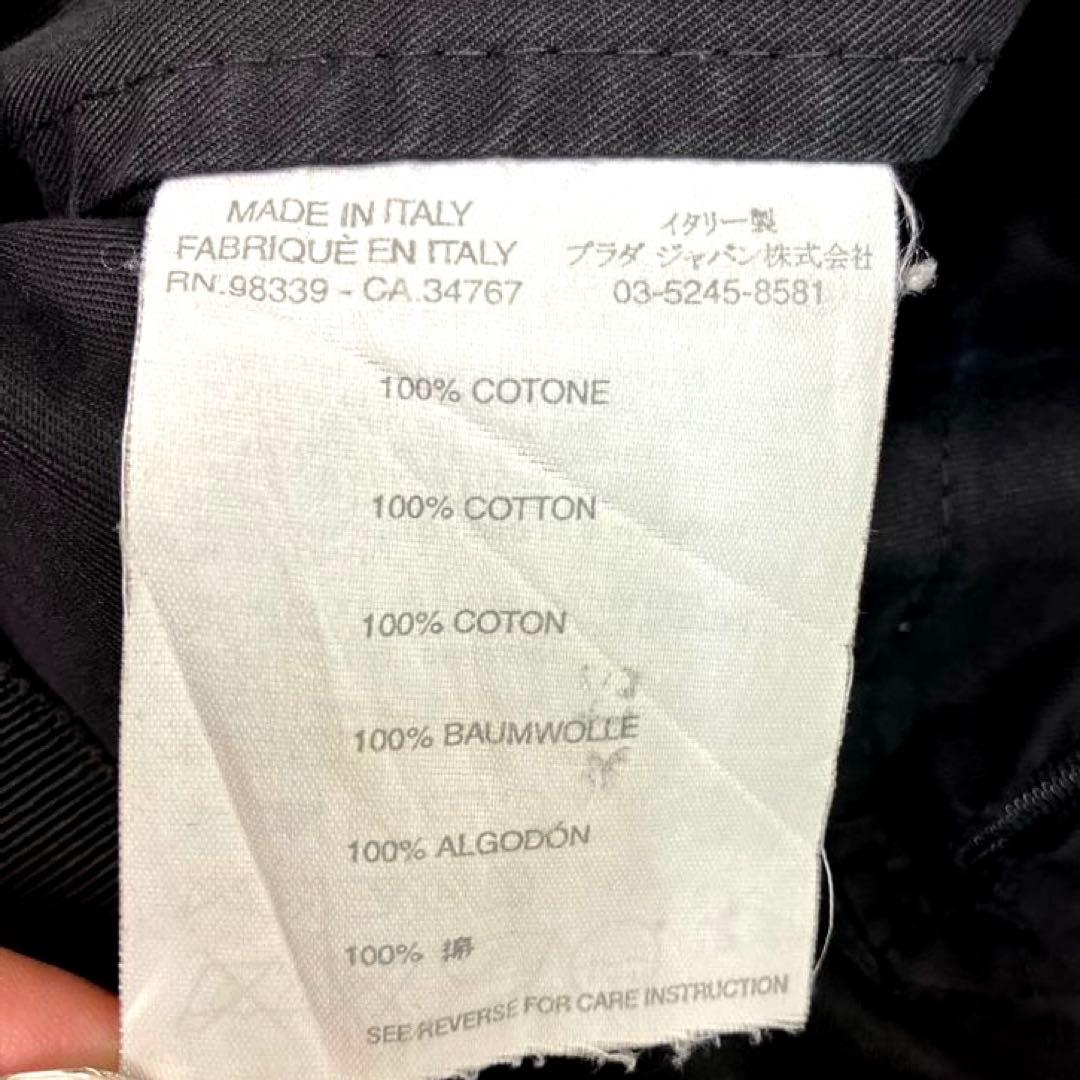 MADE IN ITALY
FABRIQUÈ EN ITALY
RN.98339 - CA.34767
イタリー製
プラダ ジャパン株式会社
03-5245-8581
100% COTONE
100% COTTON
100% COTON
100% BAUMWOLLE
100% ALGODÓN
100% 綿
SEE REVERSE FOR CARE INSTRUCTION